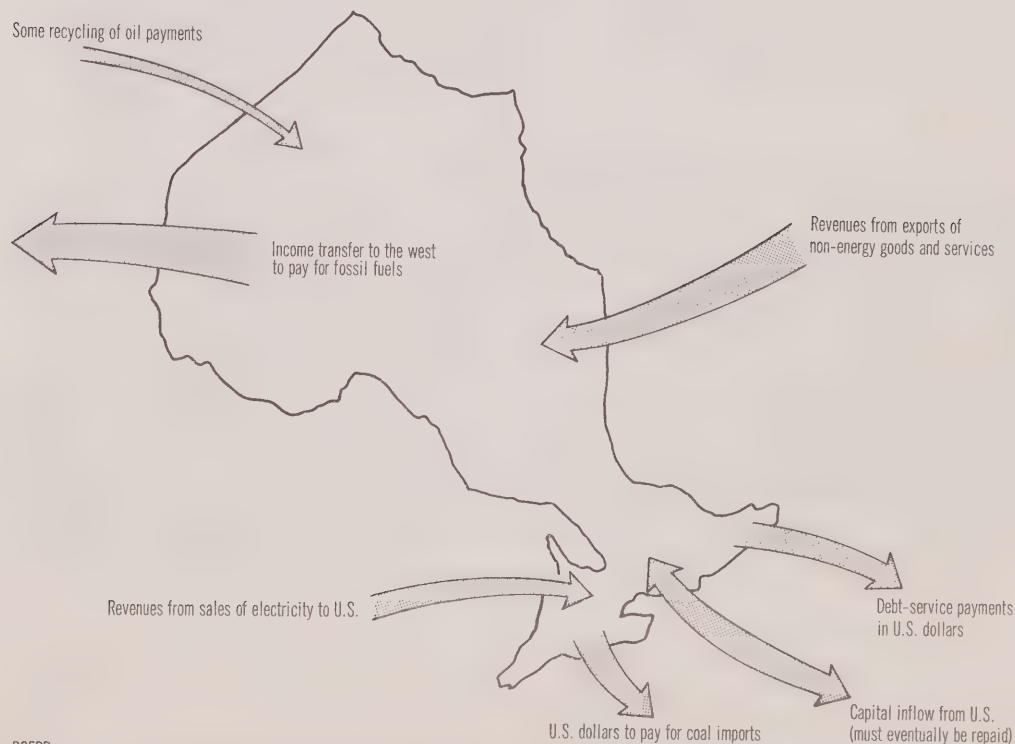 Some recycling of oil payments
Income transfer to the west
to pay for fossil fuels
Revenues from exports of
non-energy goods and services
Revenues from sales of electricity to U.S.
Debt-service payments
in U.S. dollars
U.S. dollars to pay for coal imports
Capital inflow from U.S.
(must eventually be repaid)